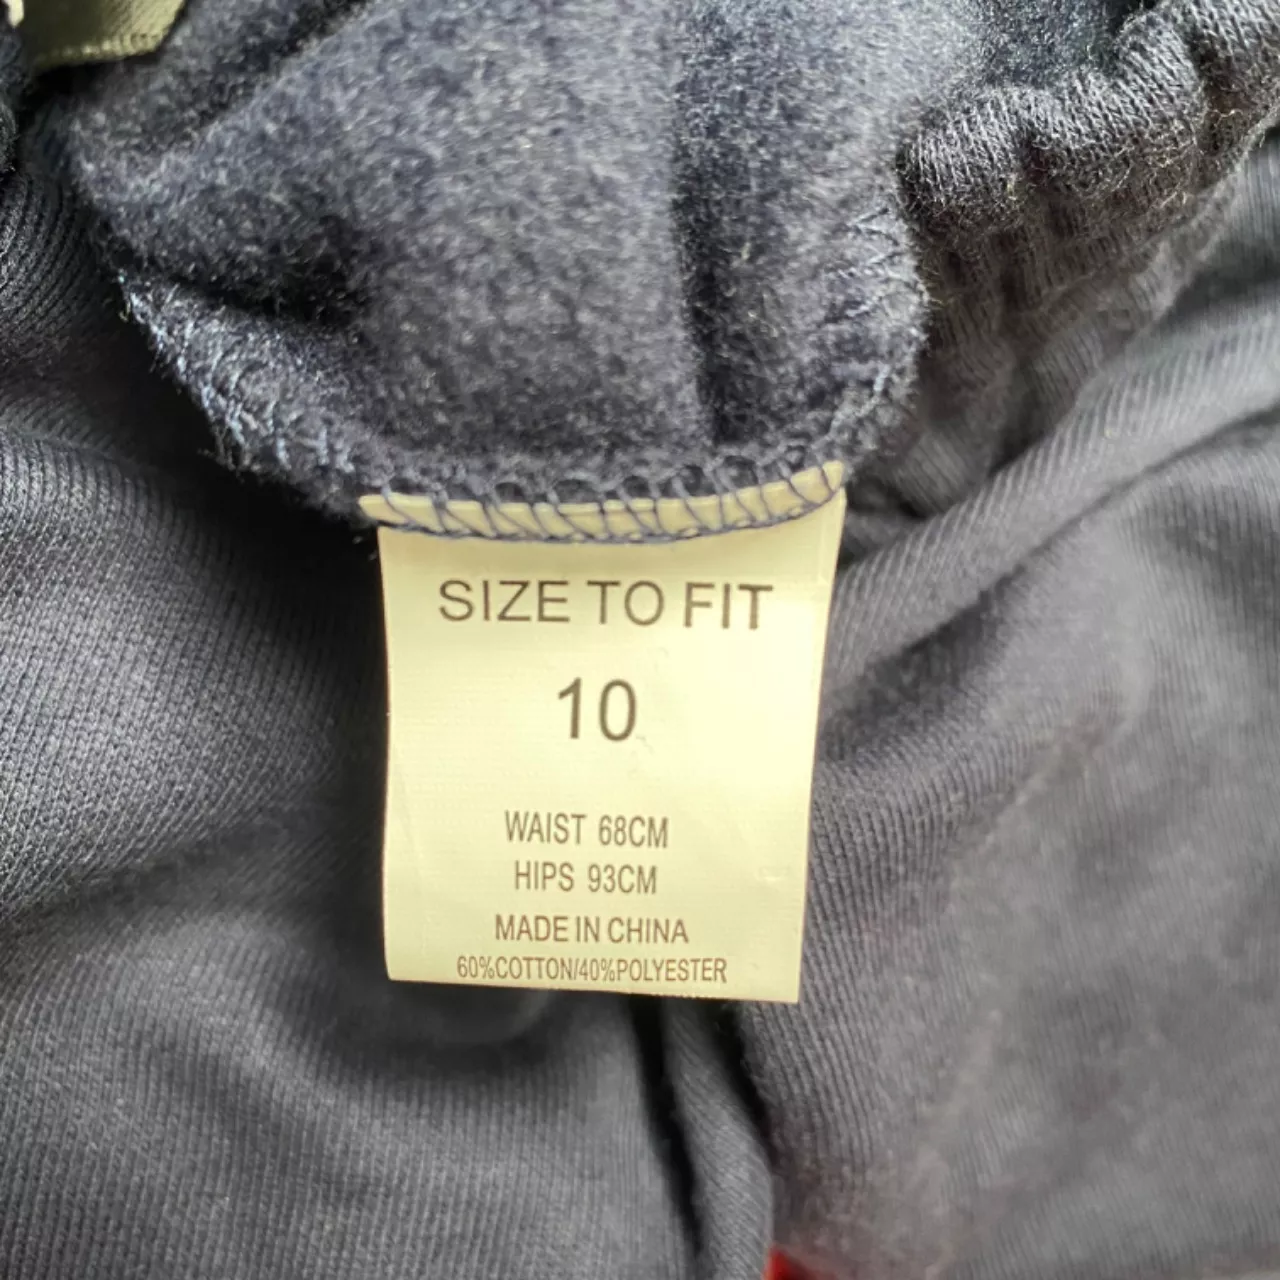 SIZE TO FIT
10
WAIST 68CM
HIPS 93CM
MADE IN CHINA
60%COTTON/40%POLYESTER